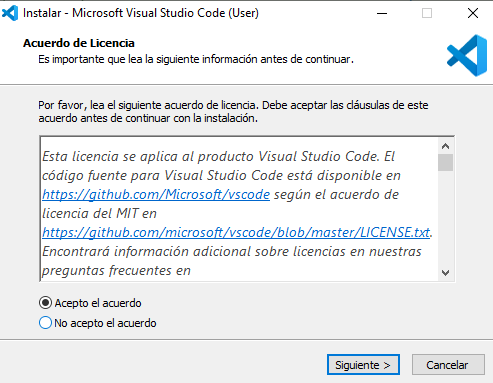 Instalar - Microsoft Visual Studio Code (User)
Acuerdo de Licencia
Es importante que lea la siguiente información antes de continuar.
Por favor, lea el siguiente acuerdo de licencia. Debe aceptar las cláusulas de este
acuerdo antes de continuar con la instalación.
Esta licencia se aplica al producto Visual Studio Code. El
código fuente para Visual Studio Code está disponible en
https://github.com/Microsoft/vscode según el acuerdo de
licencia del MIT en
https://github.com/microsoft/vscode/blob/master/LICENSE.txt.
Encontrará información adicional sobre licencias en nuestras
preguntas frecuentes en
Acepto el acuerdo
No acepto el acuerdo
Siguiente >
Cancelar